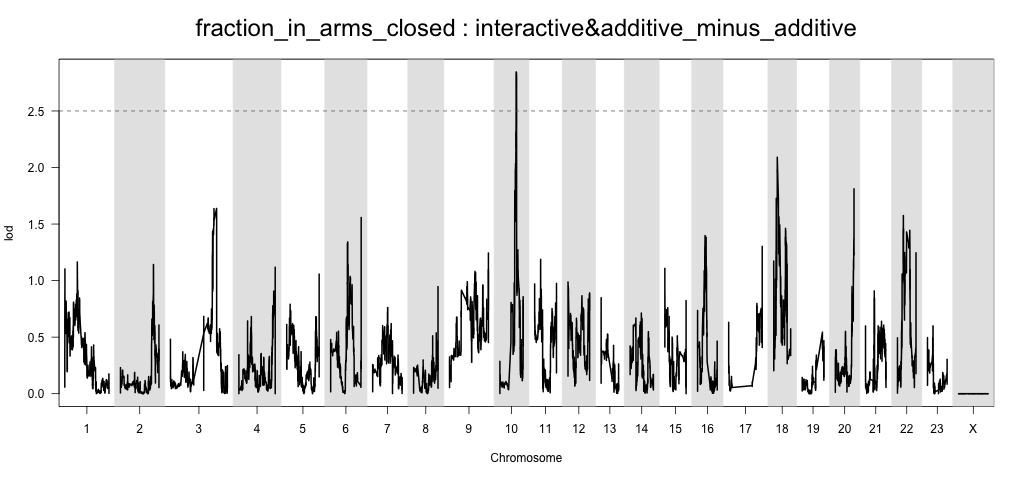 fraction_in_arms_closed : interactive&additive_minus_additive
2.5
2.0
1.5
1.0
0.5
0.0
lod
1 2 3 4 5 6 7 8 9 10 11 12 13 14 15 16 17 18 19 20 21 22 23 X
Chromosome